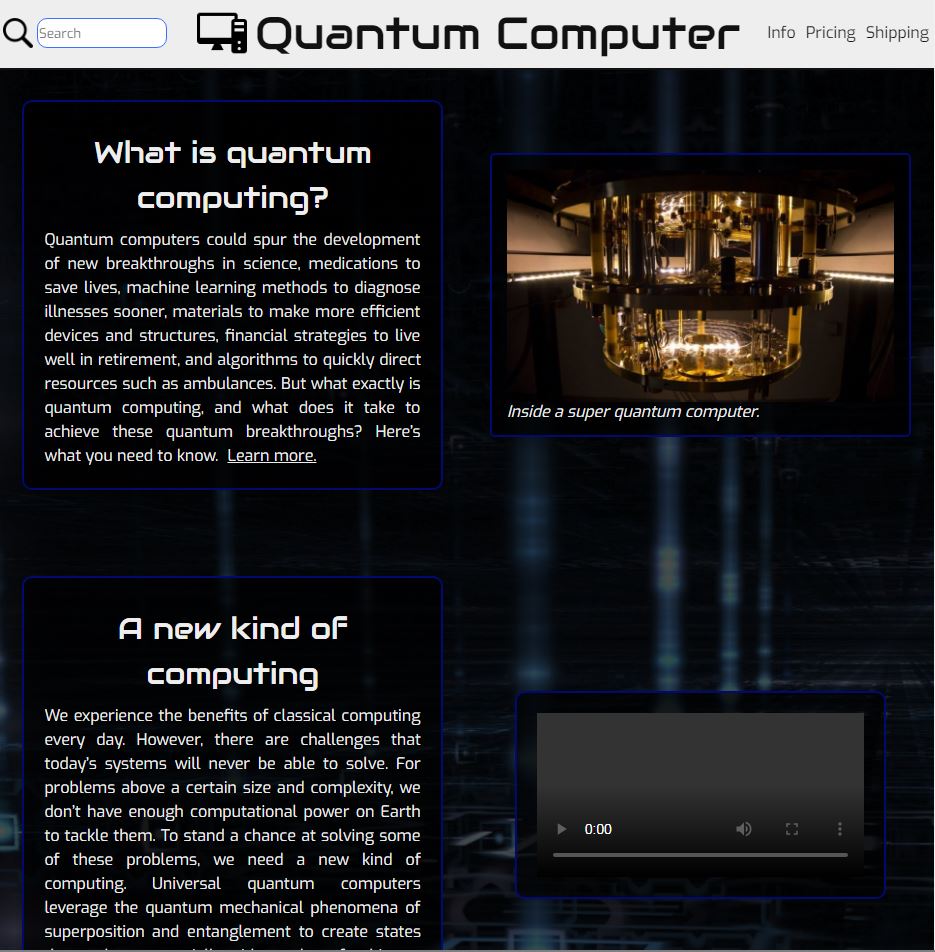 Search
Quantum Computer
Info Pricing Shipping
What is quantum
computing?
Quantum computers could spur the development
of new breakthroughs in science, medications to
save lives, machine learning methods to diagnose
illnesses sooner, materials to make more efficient
devices and structures, financial strategies to live
well in retirement, and algorithms to quickly direct
resources such as ambulances. But what exactly is
quantum computing, and what does it take to
achieve these quantum breakthroughs? Here's
what you need to know. Learn more.
Inside a super quantum computer.
A new kind of
computing
We experience the benefits of classical computing
every day. However, there are challenges that
today's systems will never be able to solve. For
problems above a certain size and complexity, we
don't have enough computational power on Earth
to tackle them. To stand a chance at solving some
of these problems, we need a new kind of
computing. Universal quantum computers
leverage the quantum mechanical phenomena of
superposition and entanglement to create states
0:00